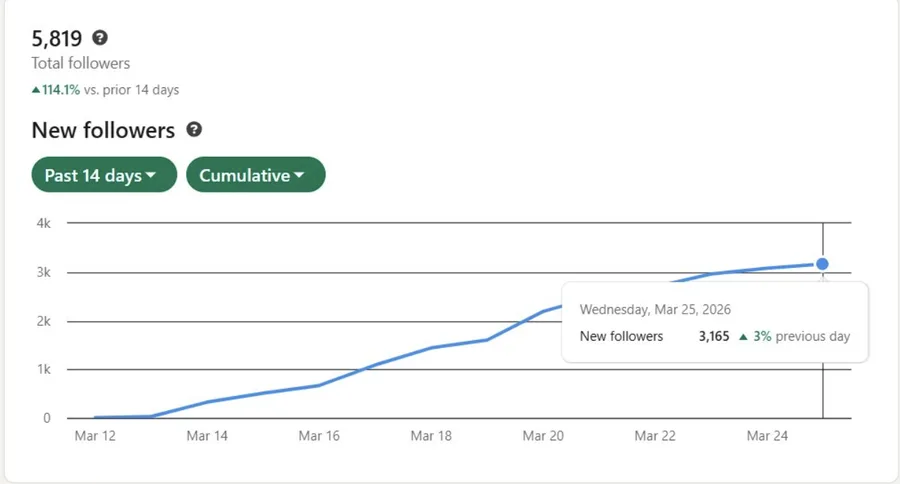 5,819
Total followers
▲114.1% vs. prior 14 days
New followers
Past 14 days
Cumulative
4k
3k
2k
1k
0
Wednesday, Mar 25, 2026
New followers 3,165 ▲ 3% previous day
Mar 12 Mar 14 Mar 16 Mar 18 Mar 20 Mar 22 Mar 24